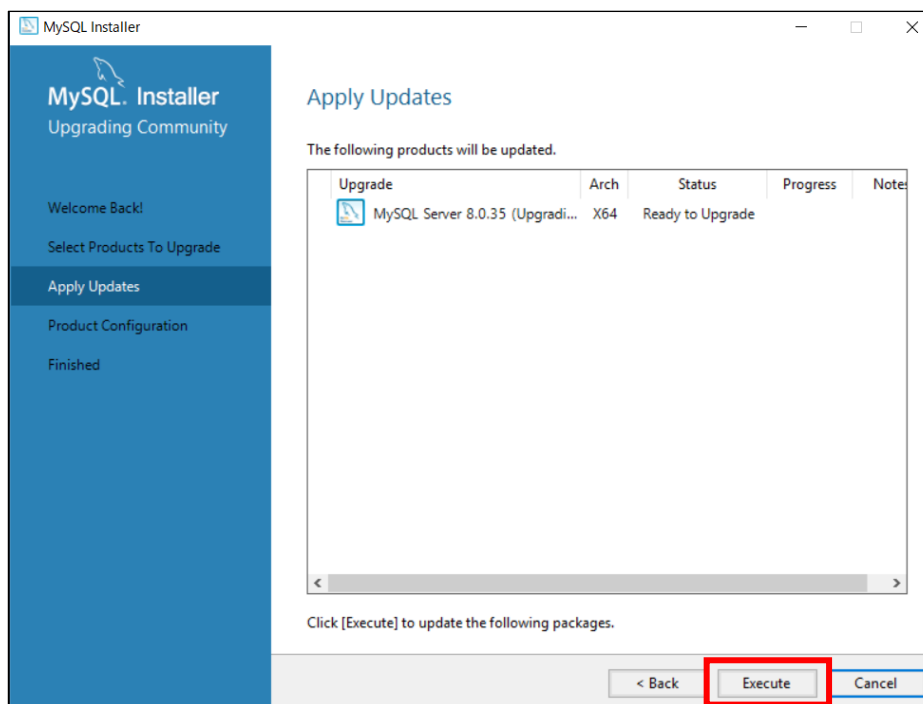 MySQL Installer
MySQL. Installer
Upgrading Community
Welcome Back!
Select Products To Upgrade
Apply Updates
Product Configuration
Finished
Apply Updates
The following products will be updated.
Upgrade Arch Status Progress Notes
MySQL Server 8.0.35 (Upgradi... X64 Ready to Upgrade
Click [Execute] to update the following packages.
< Back Execute Cancel